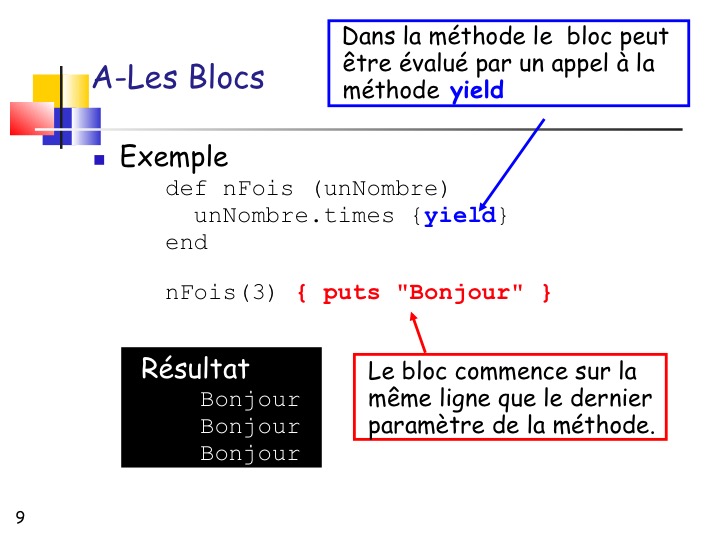 A-Les Blocs
Dans la méthode le  bloc peut
être évalué par un appel à la
méthode yield
Exemple
def nFois (unNombre)
  unNombre.times {yield}
end
nFois(3) { puts "Bonjour" }
Résultat
Bonjour
Bonjour
Bonjour
Le bloc commence sur la
même ligne que le dernier
paramètre de la méthode.
9